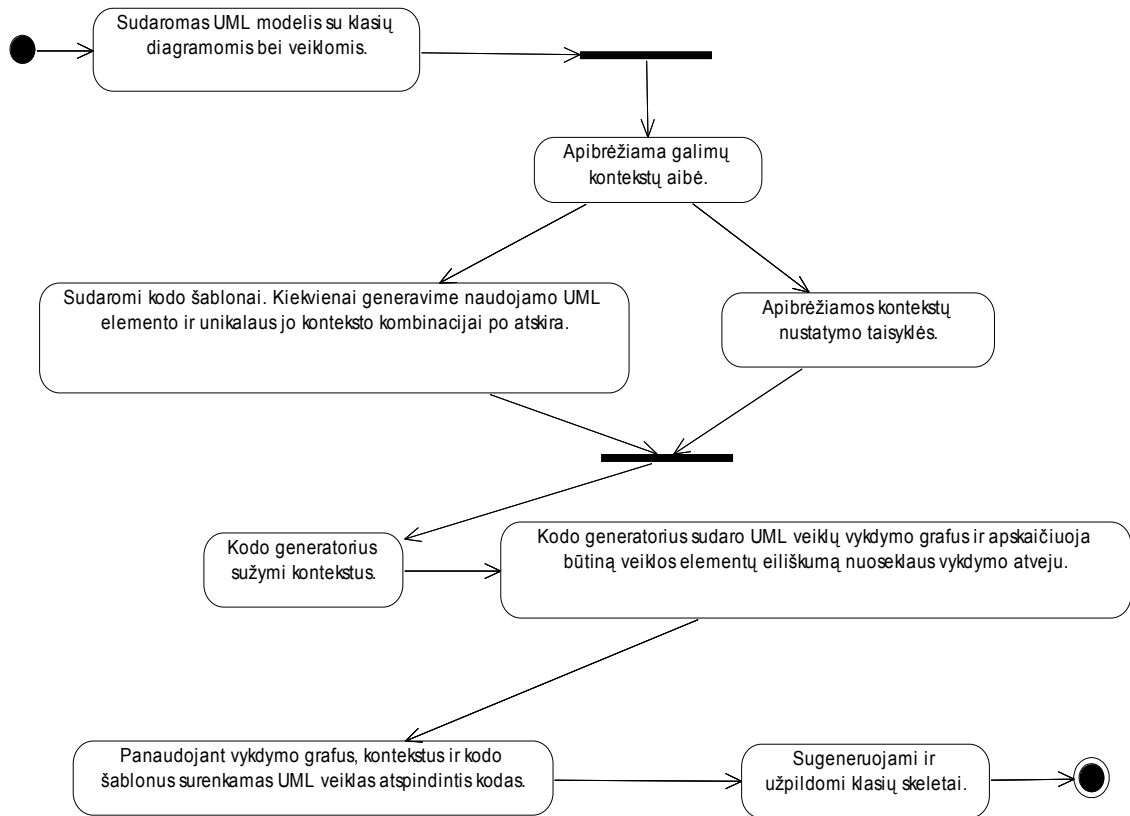 Sudaromas UML modelis su klasių
diagramomis bei veiklomis.
Apibrėžiama galimų
kontekstų aibė.
Sudaromi kodo šablonai. Kiekvienai generavime naudojamo UML
elemento ir unikalaus jo konteksto kombinacijai po atskira.
Apibrėžiamos kontekstų
nustatymo taisyklės.
Kodo generatorius
sužymi kontekstus.
Kodo generatorius sudaro UML veiklų vykdymo grafus ir apskaičiuoja
būtiną veiklos elementų eiliškumą nuoseklaus vykdymo atveju.
Panaudojant vykdymo grafus, kontekstus ir kodo
šablonus surenkamas UML veiklas atspindintis kodas.
Sugeneruojami ir
užpildomi klasių skeletai.